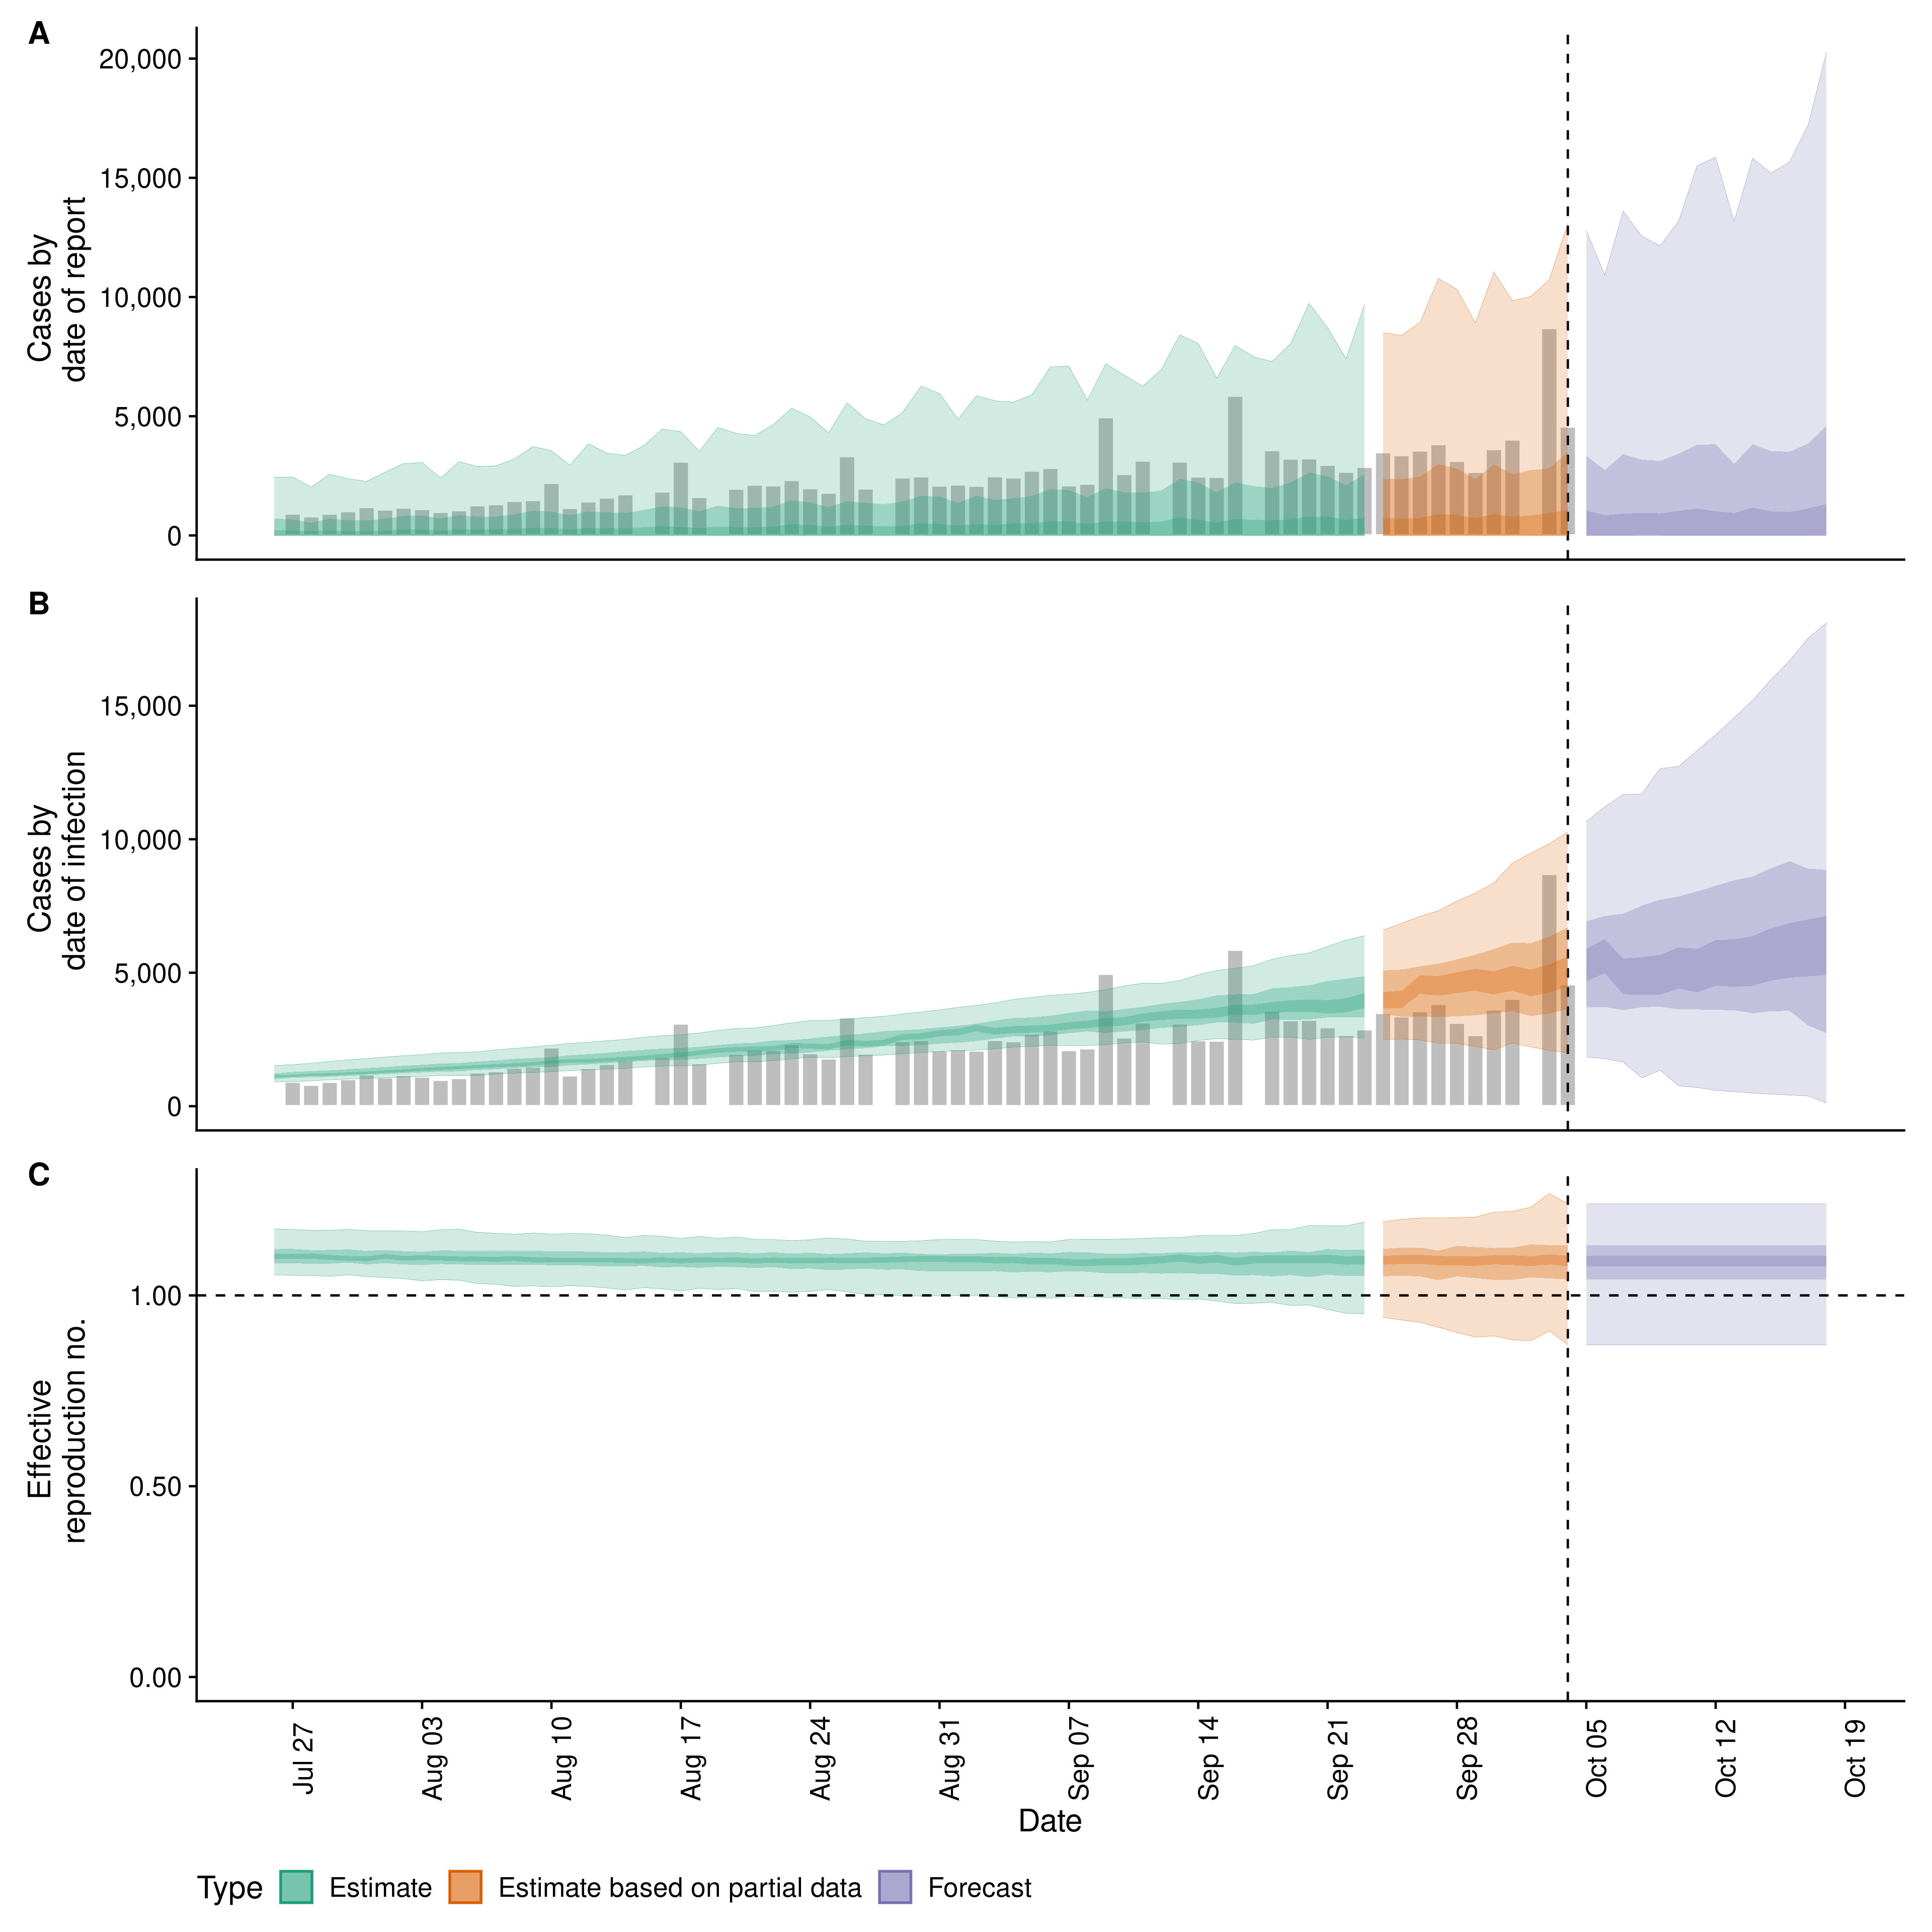 A
Cases by
date of report
20,000
15,000
10,000
5,000
0
B
Cases by
date of infection
15,000
10,000
5,000
0
C
Effective
reproduction no.
1.00
0.50
0.00
Jul 27
Aug 03
Aug 10
Aug 17
Aug 24
Aug 31
Sep 07
Sep 14
Sep 21
Sep 28
Oct 05
Oct 12
Oct 19
Date
Type Estimate Estimate based on partial data Forecast